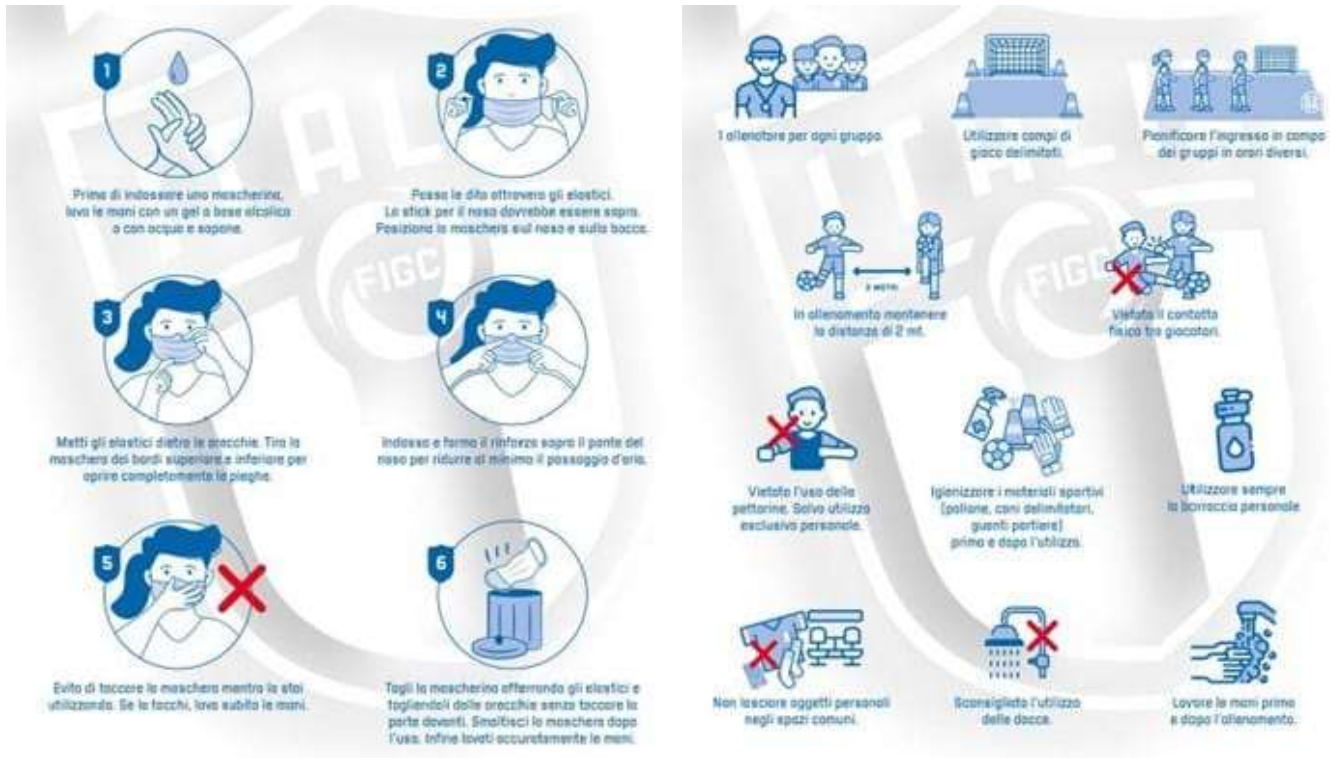 1
Prima di indossare una mascherina,
lava le mani con un gel a base alcolica
o con acqua e sapone.
2
Passa le dita attraverso gli elastici.
Lo stick per il naso dovrebbe essere sopra.
Posiziona la maschera sul naso e sulla bocca.
3
Metti gli elastici dietro le orecchie. Tira la
maschera dai bordi superiore e inferiore per
aprire completamente le pieghe.
4
Indossa e forma il rinforzo sopra il ponte del
naso per ridurre al minimo il passaggio d'aria.
5
Evita di toccare la maschera mentre la stai
utilizzando. Se la tocchi, lava subito le mani.
6
Togli la mascherina afferrando gli elastici e
togliendoli dalle orecchie senza toccare la
parte davanti. Smaltisci la maschera dopo
l'uso. Infine lavati accuratamente le mani.
ITAL
FIGC
1 allenatore per ogni gruppo.
Utilizzare campi di
gioco delimitati.
Pianificare l'ingresso in campo
dei gruppi in orari diversi.
2 METRI
In allenamento mantenere
la distanza di 2 mt.
Vietato il contatto
fisico tra giocatori.
Vietato l'uso delle
pettorine. Salvo utilizzo
esclusivo personale.
Igienizzare i materiali sportivi
(pallone, coni delimitatori,
guanti portiere)
prima e dopo l'utilizzo.
Utilizzare sempre
la borraccia personale
Non lasciare oggetti personali
negli spazi comuni.
Sconsigliato l'utilizzo
delle docce.
Lavare le mani prima
e dopo l'allenamento.
ITAL
FIGC